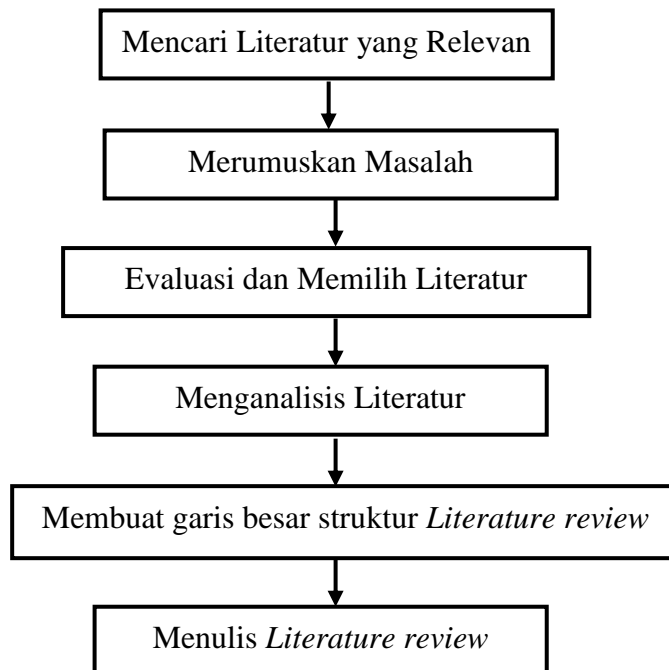 Mencari Literatur yang Relevan
Merumuskan Masalah
Evaluasi dan Memilih Literatur
Menganalisis Literatur
Membuat garis besar struktur Literature review
Menulis Literature review